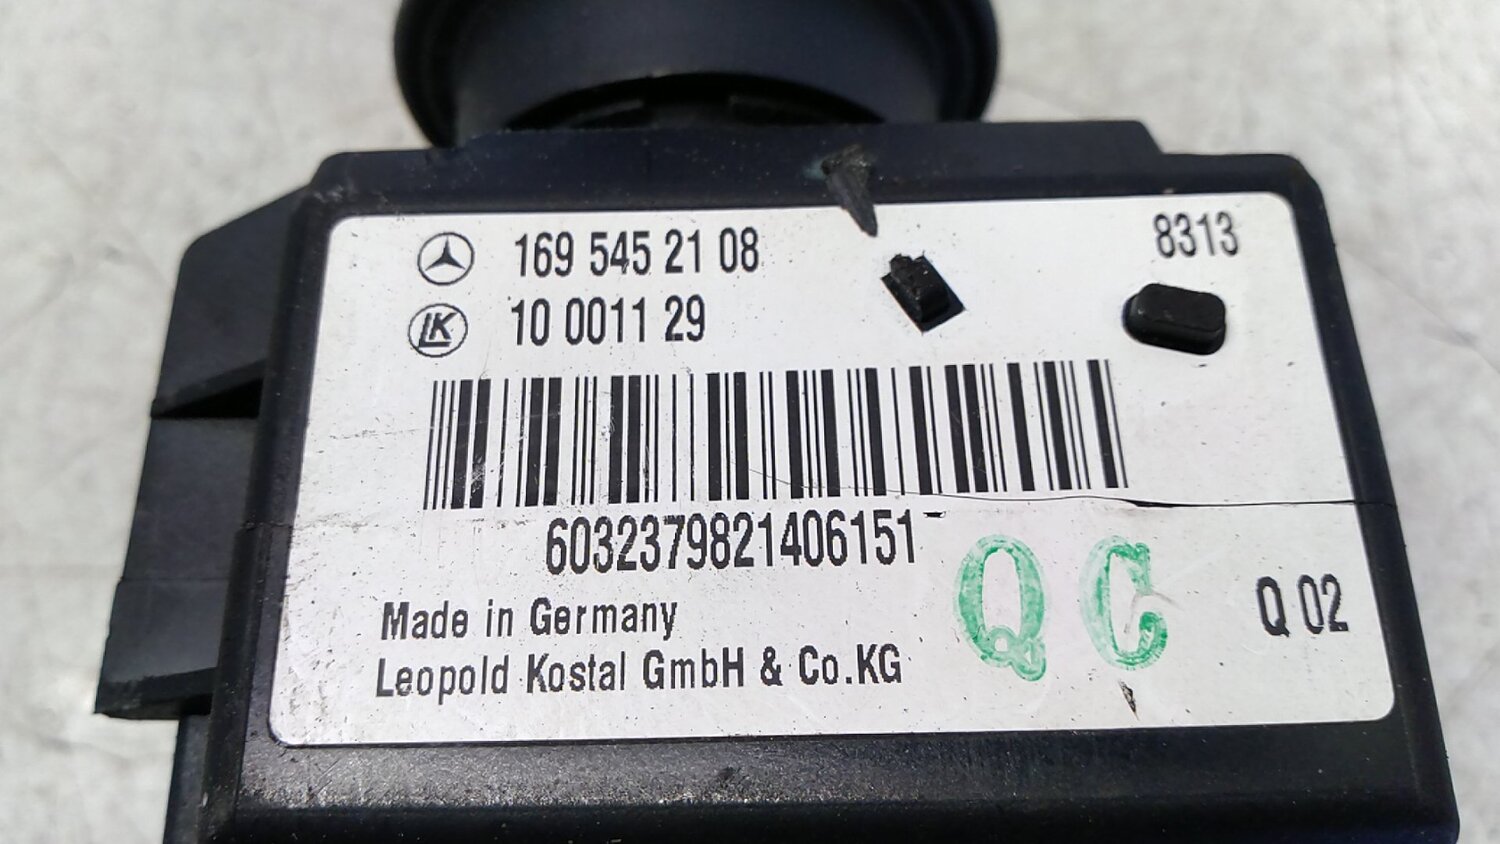 169 545 21 08
8313
LK 10 0011 29
6032379821406151
Made in Germany
Leopold Kostal GmbH & Co.KG
QC
Q 02